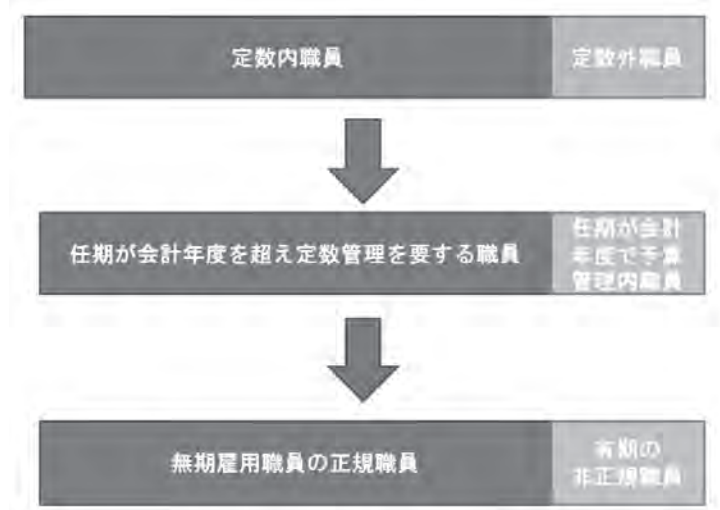 定数内職員
定数外職員
任期が会計年度を超え定数管理を要する職員
任期が会計
年度で予算
管理内職員
無期雇用職員の正規職員
有期の
非正規職員